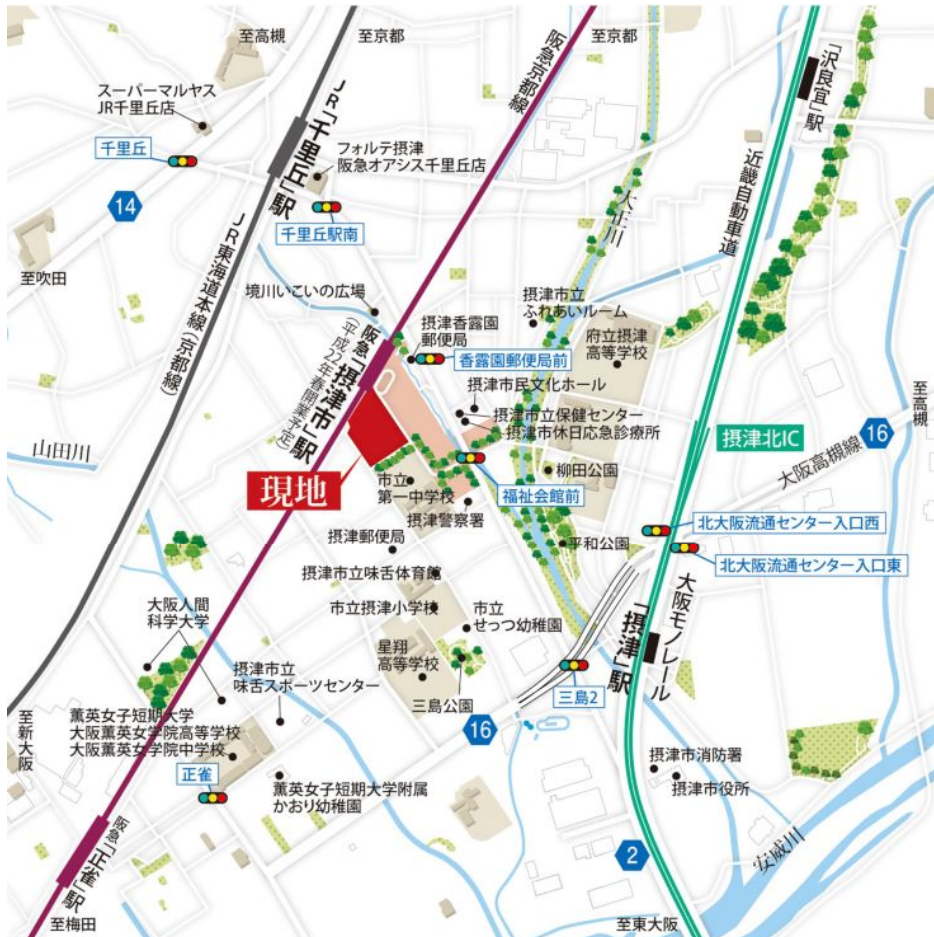 至高槻
至京都
阪急京都線
至京都
「沢良宜」駅
スーパーマルヤス
JR千里丘店
千里丘
JR「千里丘」駅
フォルテ摂津
阪急オアシス千里丘店
14
千里丘駅南
大正川
近畿自動車道
至吹田
JR東海道本線(京都線)
境川いこいの広場
摂津市立
ふれあいルーム
摂津香露園
郵便局
府立摂津
高等学校
香露園郵便局前
阪急「摂津市」駅
(平成22年春開業予定)
摂津市民文化ホール
至高槻
摂津市立保健センター
摂津市休日応急診療所
摂津北IC
16
大阪高槻線
山田川
現地
市立
第一中学校
柳田公園
福祉会館前
摂津警察署
北大阪流通センター入口西
摂津郵便局
平和公園
北大阪流通センター入口東
摂津市立味舌体育館
大阪モノレール
「摂津」駅
大阪人間
科学大学
市立摂津小学校
市立
せっつ幼稚園
星翔
高等学校
摂津市立
味舌スポーツセンター
三島2
三島公園
至新大阪
薫英女子短期大学
大阪薫英女学院高等学校
大阪薫英女学院中学校
16
摂津市消防署
摂津市役所
正雀
薫英女子短期大学附属
かおり幼稚園
阪急「正雀」駅
2
安威川
至梅田
至東大阪